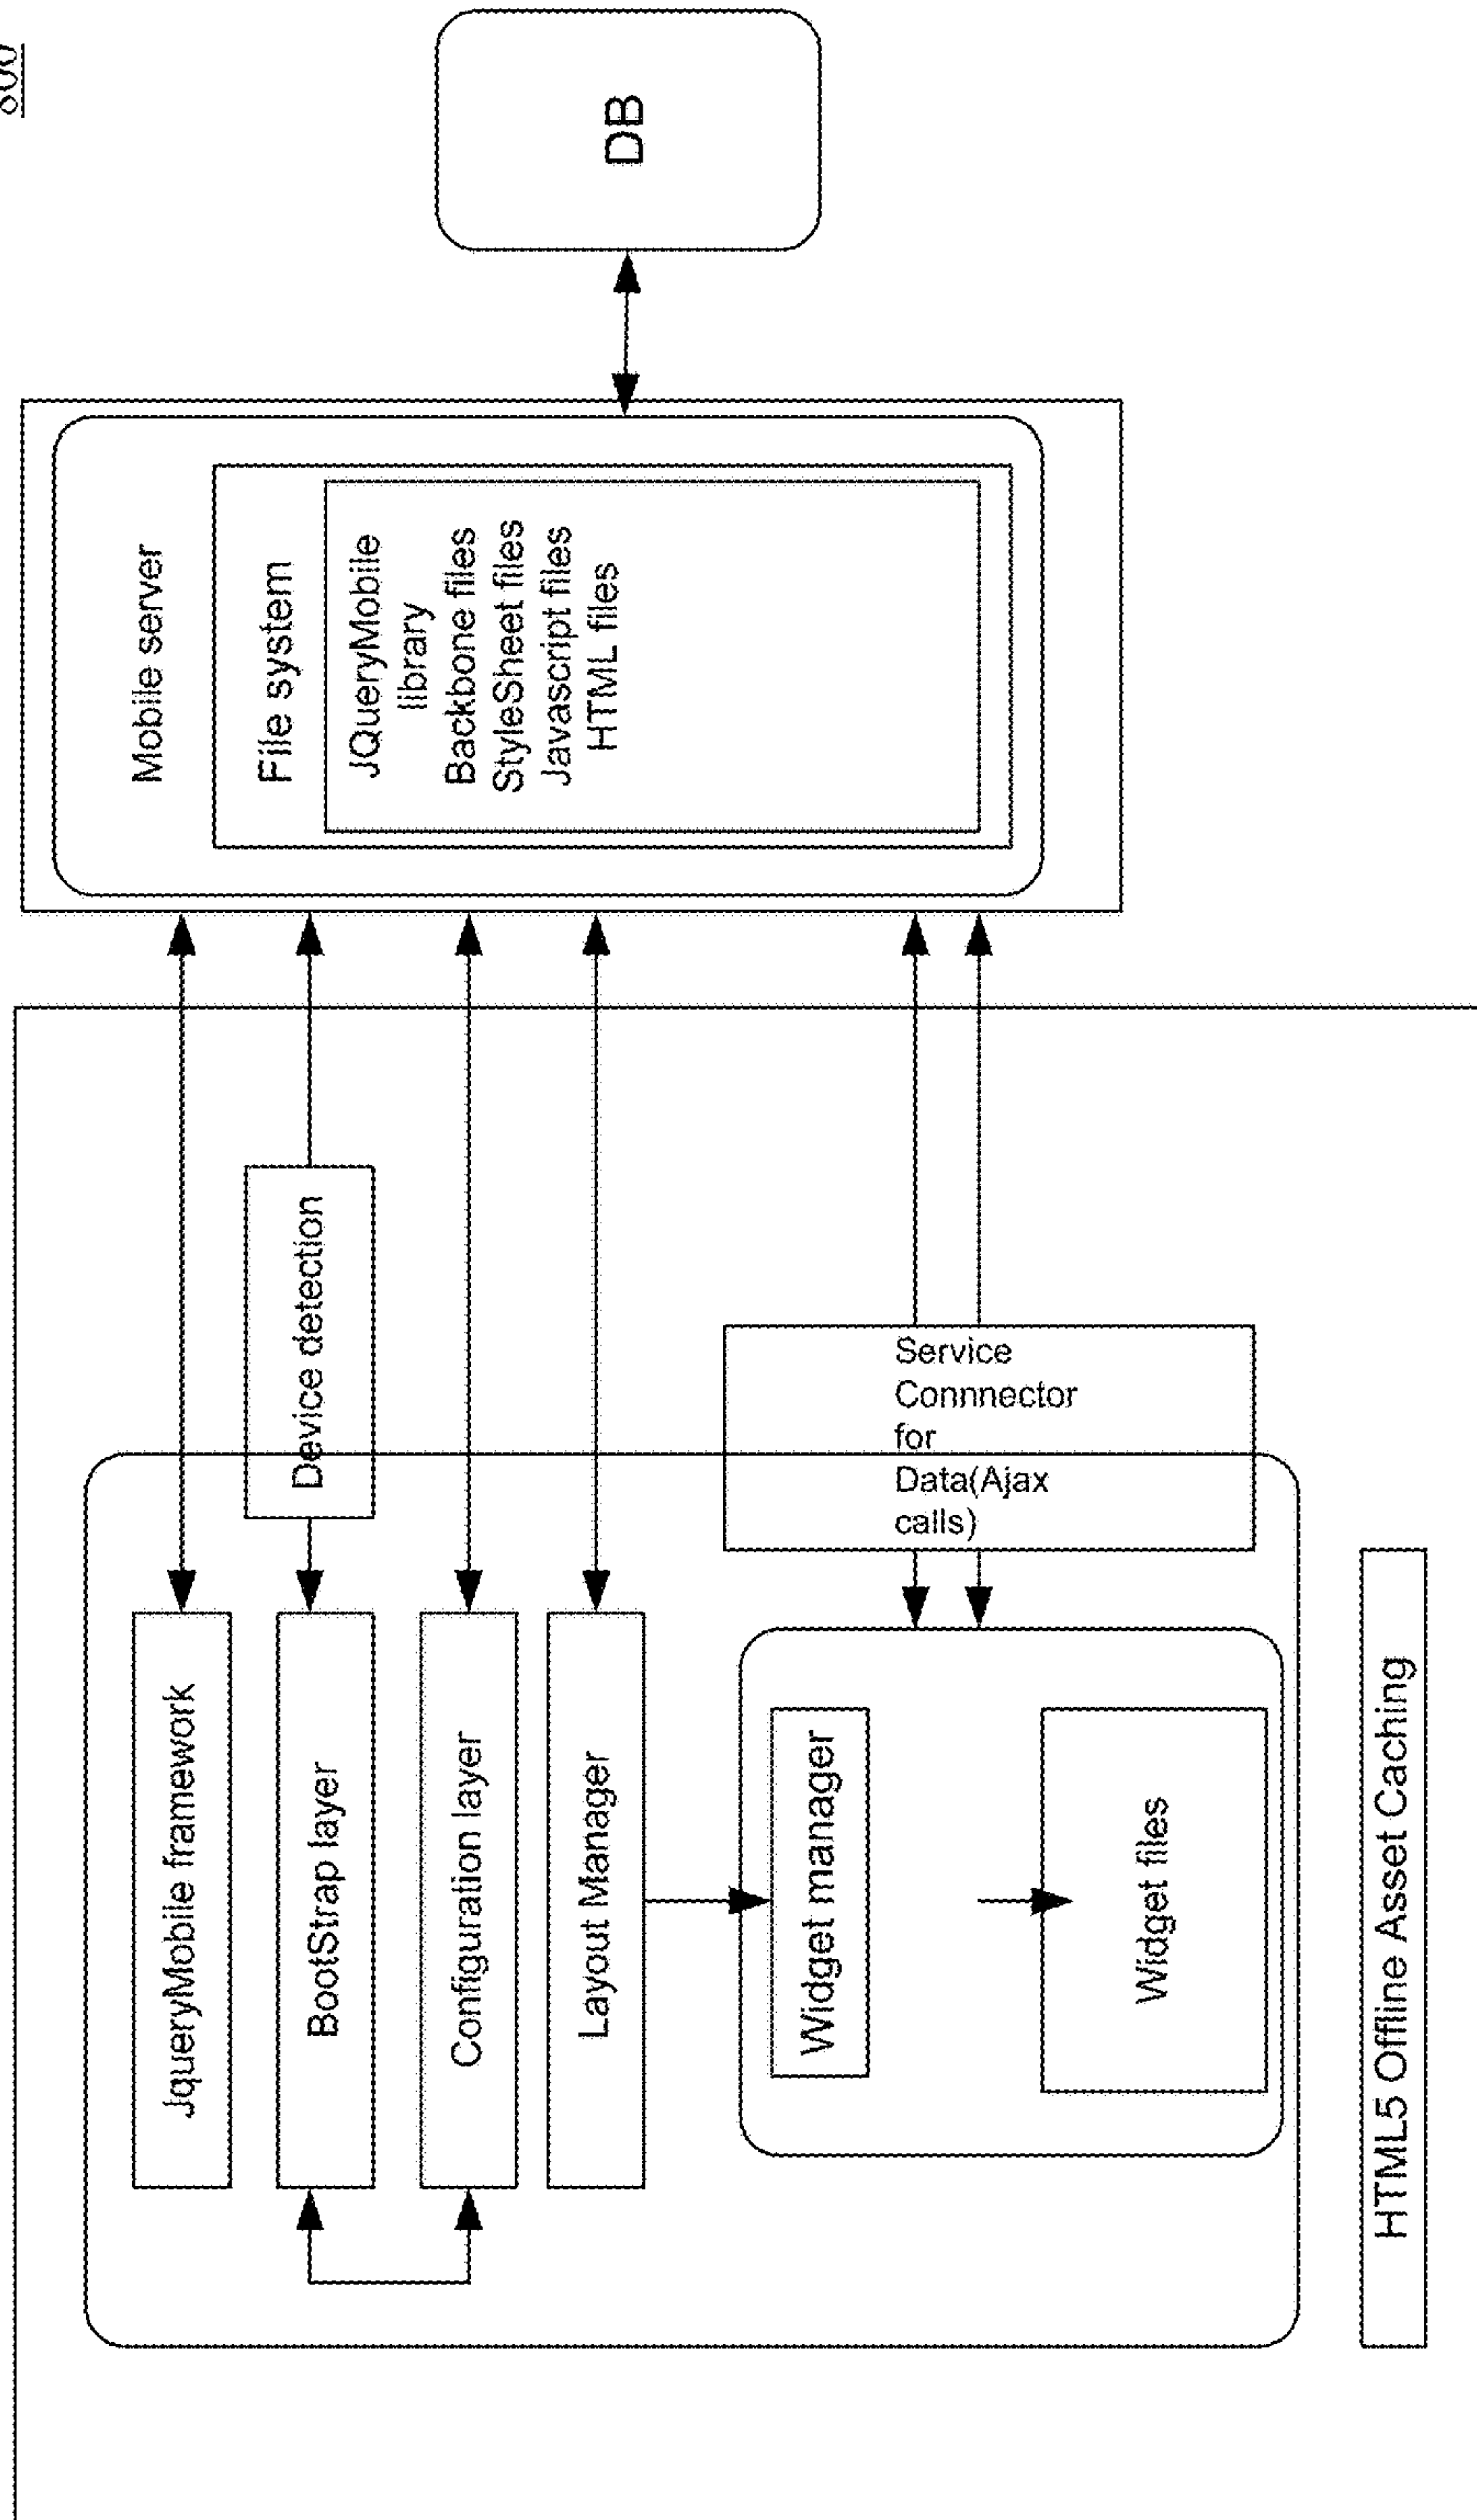 JqueryMobile framework
BootStrap layer
Configuration layer
Layout Manager
Widget manager
Widget files
Device detection
Service
Connnector
for
Data(Ajax
calls)
HTML5 Offline Asset Caching
Mobile server
File system
JQueryMobile
library
Backbone files
StyleSheet files
Javascript files
HTML files
DB